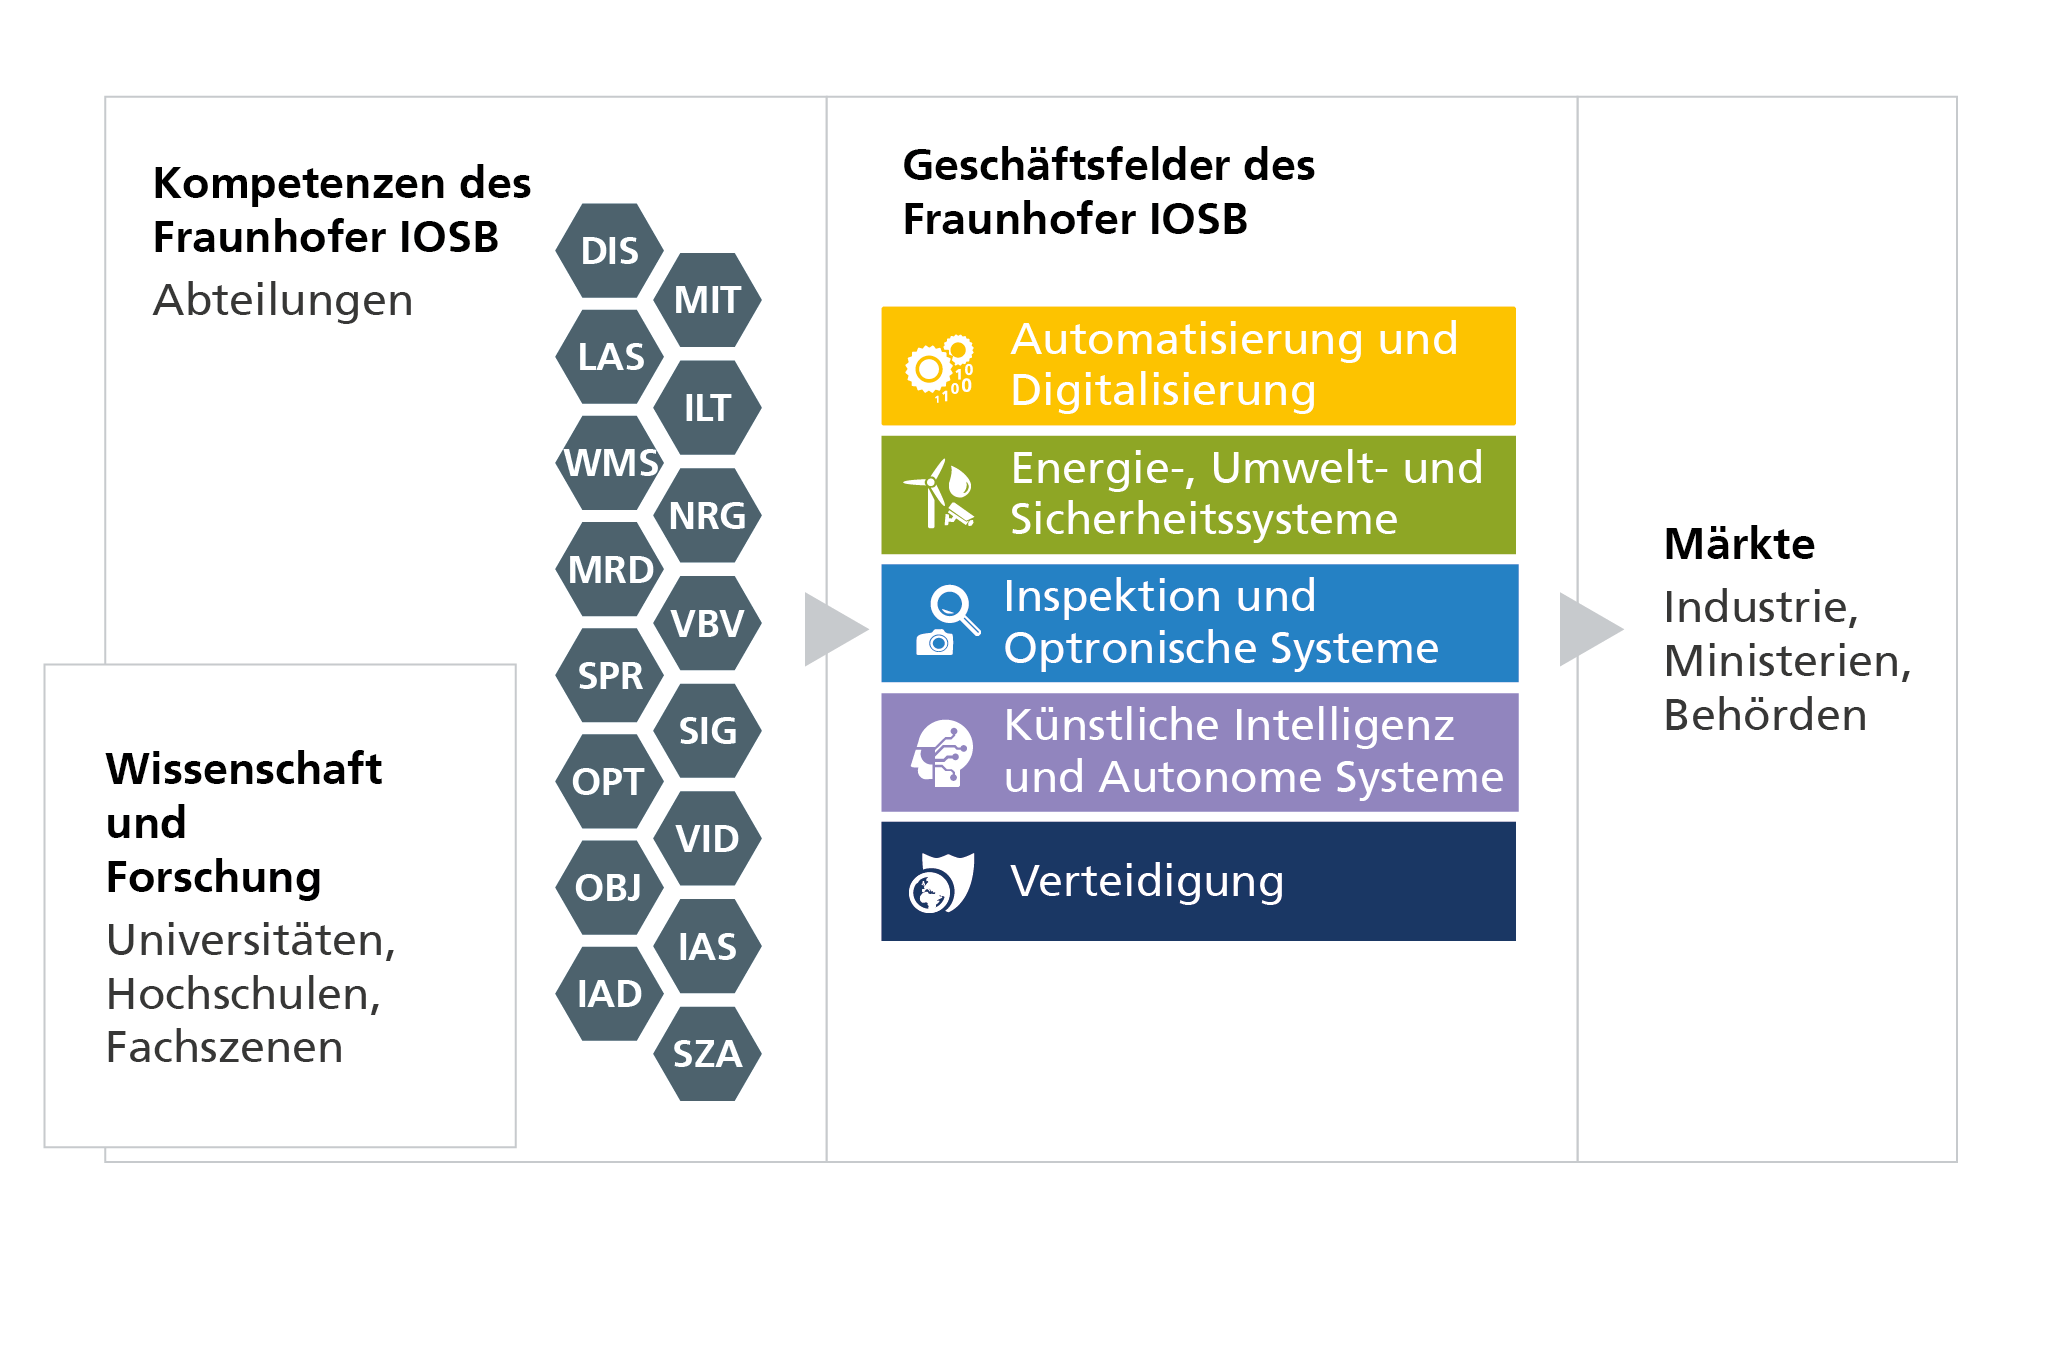 Kompetenzen des
Fraunhofer IOSB
Abteilungen
Wissenschaft
und
Forschung
Universitäten,
Hochschulen,
Fachszenen
DIS
MIT
LAS
ILT
WMS
NRG
MRD
VBV
SPR
SIG
OPT
VID
OBJ
IAS
IAD
SZA
Geschäftsfelder des
Fraunhofer IOSB
10
1100
Automatisierung und
Digitalisierung
Energie-, Umwelt- und
Sicherheitssysteme
Inspektion und
Optronische Systeme
Künstliche Intelligenz
und Autonome Systeme
Verteidigung
Märkte
Industrie,
Ministerien,
Behörden